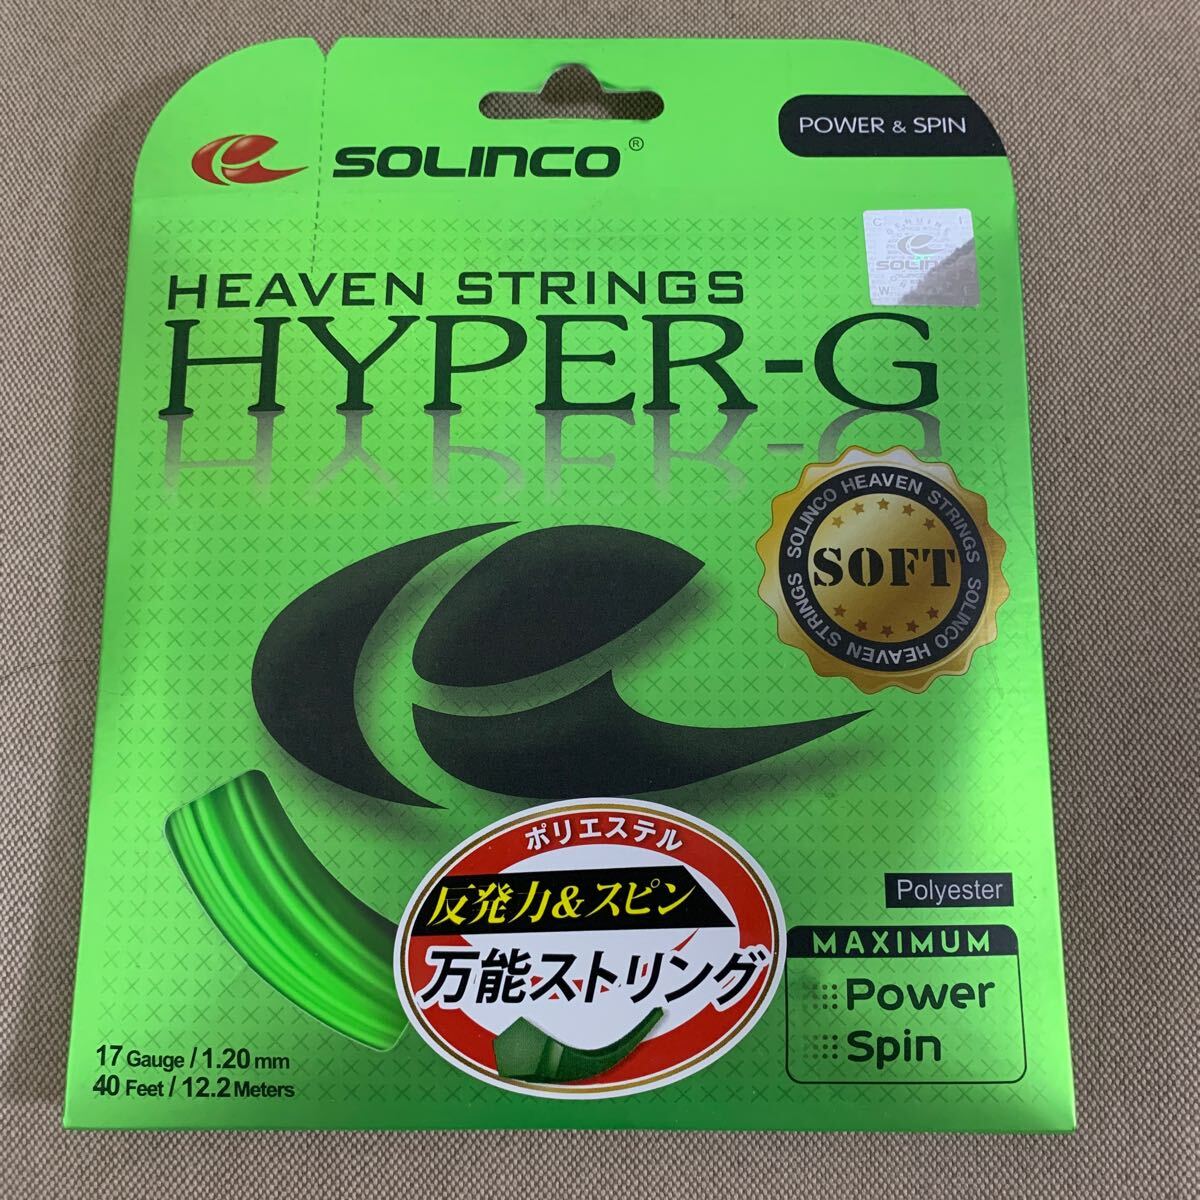 SOLINCO®
POWER & SPIN
GENUINE
SOLINCO
HEAVEN STRINGS
HYPER-G
SOLINCO HEAVEN STRINGS
SOFT
SOLINCO HEAVEN STRINGS
ポリエステル
反発力&スピン
万能ストリング
Polyester
MAXIMUM
Power
Spin
17 Gauge / 1.20 mm
40 Feet / 12.2 Meters